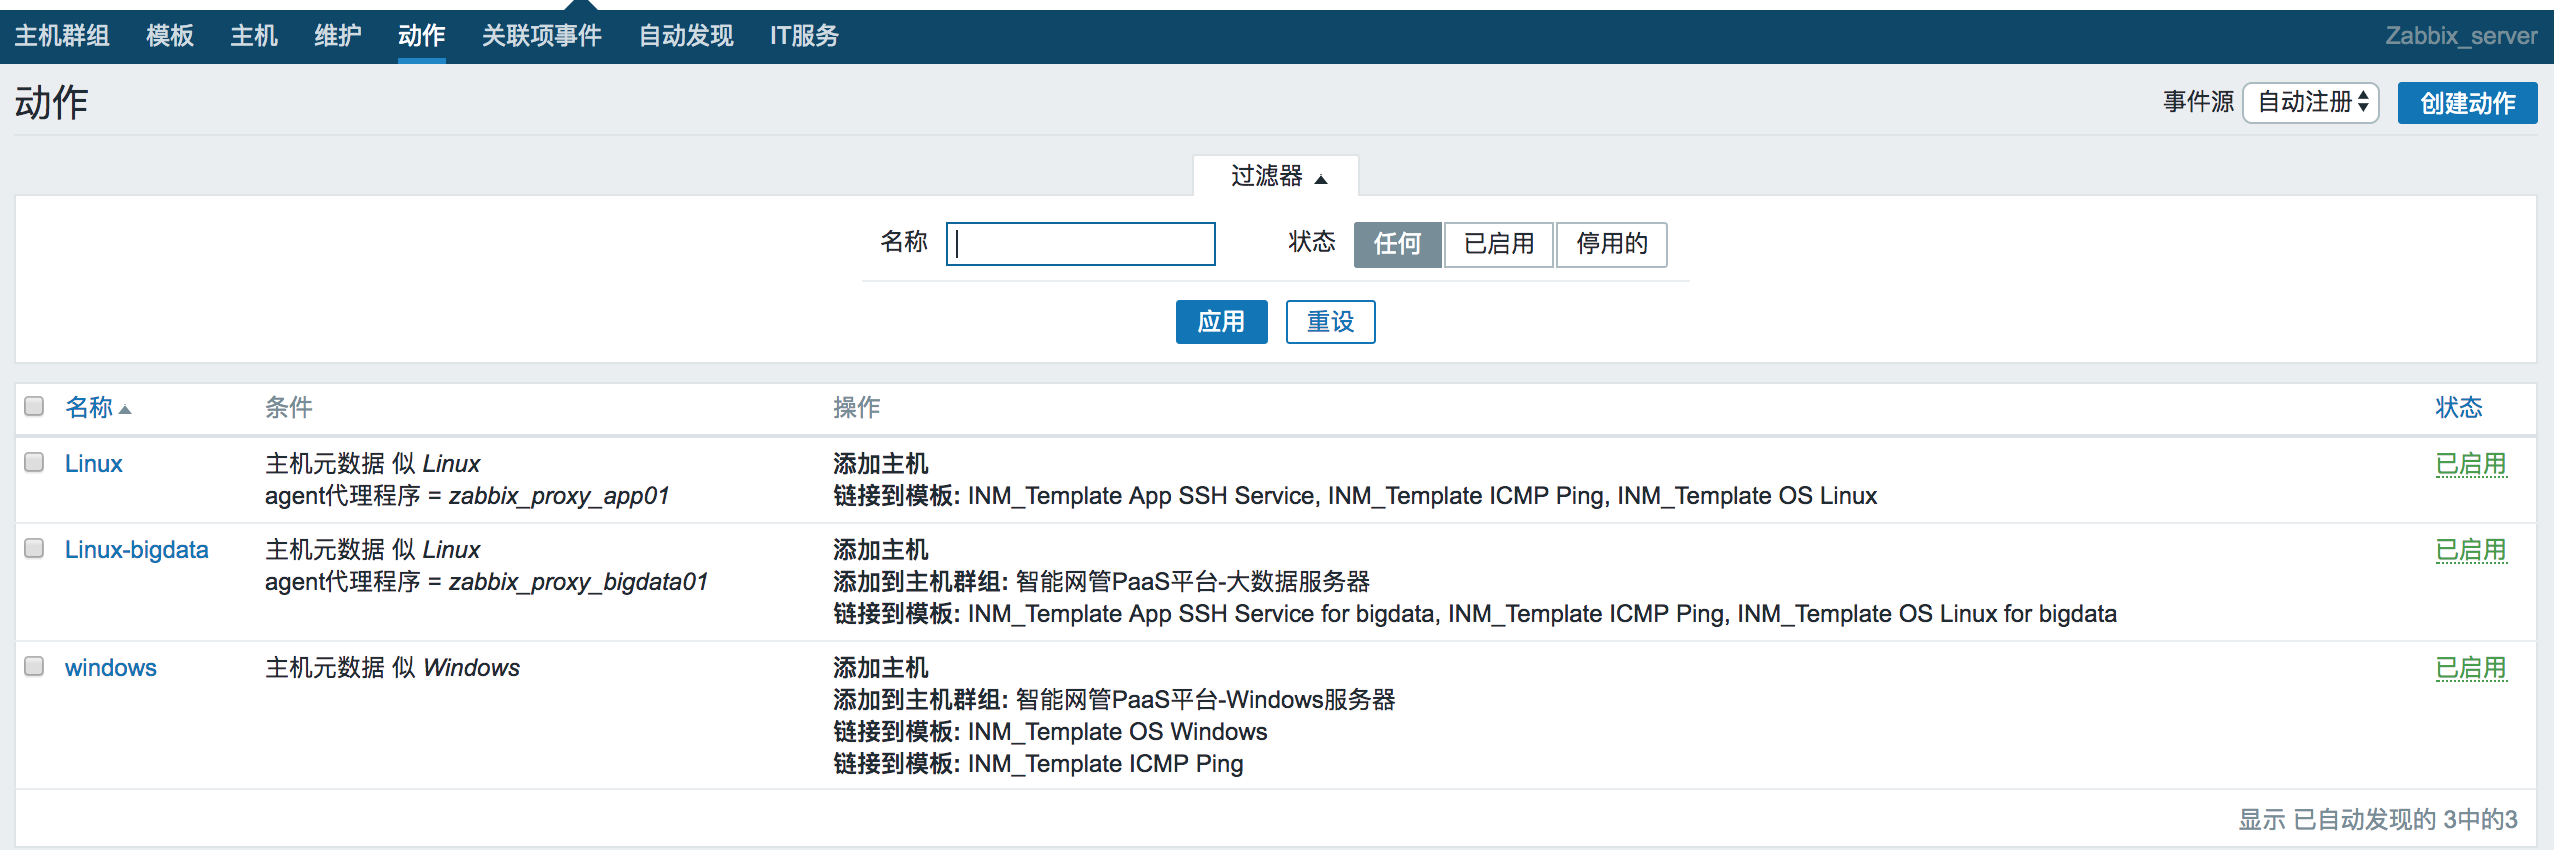 主机群组 模板 主机 维护 动作 关联项事件 自动发现 IT服务 Zabbix_server
动作 事件源 自动注册 创建动作
过滤器
名称 状态 任何 已启用 停用的
应用 重设
名称 条件 操作 状态
Linux 主机元数据 似 Linux 添加主机 已启用
agent代理程序 = zabbix_proxy_app01 链接到模板: INM_Template App SSH Service, INM_Template ICMP Ping, INM_Template OS Linux
Linux-bigdata 主机元数据 似 Linux 添加主机 已启用
agent代理程序 = zabbix_proxy_bigdata01 添加到主机群组: 智能网管PaaS平台-大数据服务器
链接到模板: INM_Template App SSH Service for bigdata, INM_Template ICMP Ping, INM_Template OS Linux for bigdata
windows 主机元数据 似 Windows 添加主机 已启用
添加到主机群组: 智能网管PaaS平台-Windows服务器
链接到模板: INM_Template OS Windows
链接到模板: INM_Template ICMP Ping
显示 已自动发现的 3中的3